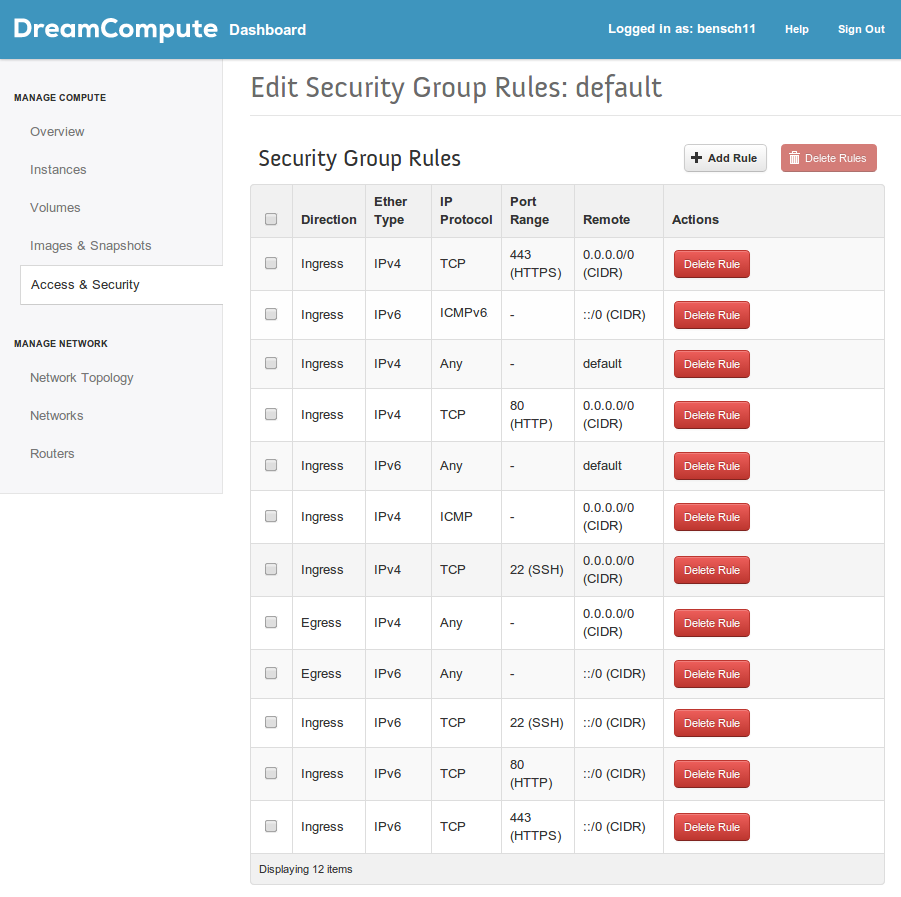 DreamCompute Dashboard
Logged in as: bensch11 Help Sign Out
MANAGE COMPUTE
Overview
Instances
Volumes
Images & Snapshots
Access & Security
MANAGE NETWORK
Network Topology
Networks
Routers
Edit Security Group Rules: default
Security Group Rules
Add Rule Delete Rules
Direction Ether Type IP Protocol Port Range Remote Actions
Ingress IPv4 TCP 443 (HTTPS) 0.0.0.0/0 (CIDR) Delete Rule
Ingress IPv6 ICMPv6 - ::/0 (CIDR) Delete Rule
Ingress IPv4 Any - default Delete Rule
Ingress IPv4 TCP 80 (HTTP) 0.0.0.0/0 (CIDR) Delete Rule
Ingress IPv6 Any - default Delete Rule
Ingress IPv4 ICMP - 0.0.0.0/0 (CIDR) Delete Rule
Ingress IPv4 TCP 22 (SSH) 0.0.0.0/0 (CIDR) Delete Rule
Egress IPv4 Any - 0.0.0.0/0 (CIDR) Delete Rule
Egress IPv6 Any - ::/0 (CIDR) Delete Rule
Ingress IPv6 TCP 22 (SSH) ::/0 (CIDR) Delete Rule
Ingress IPv6 TCP 80 (HTTP) ::/0 (CIDR) Delete Rule
Ingress IPv6 TCP 443 (HTTPS) ::/0 (CIDR) Delete Rule
Displaying 12 items